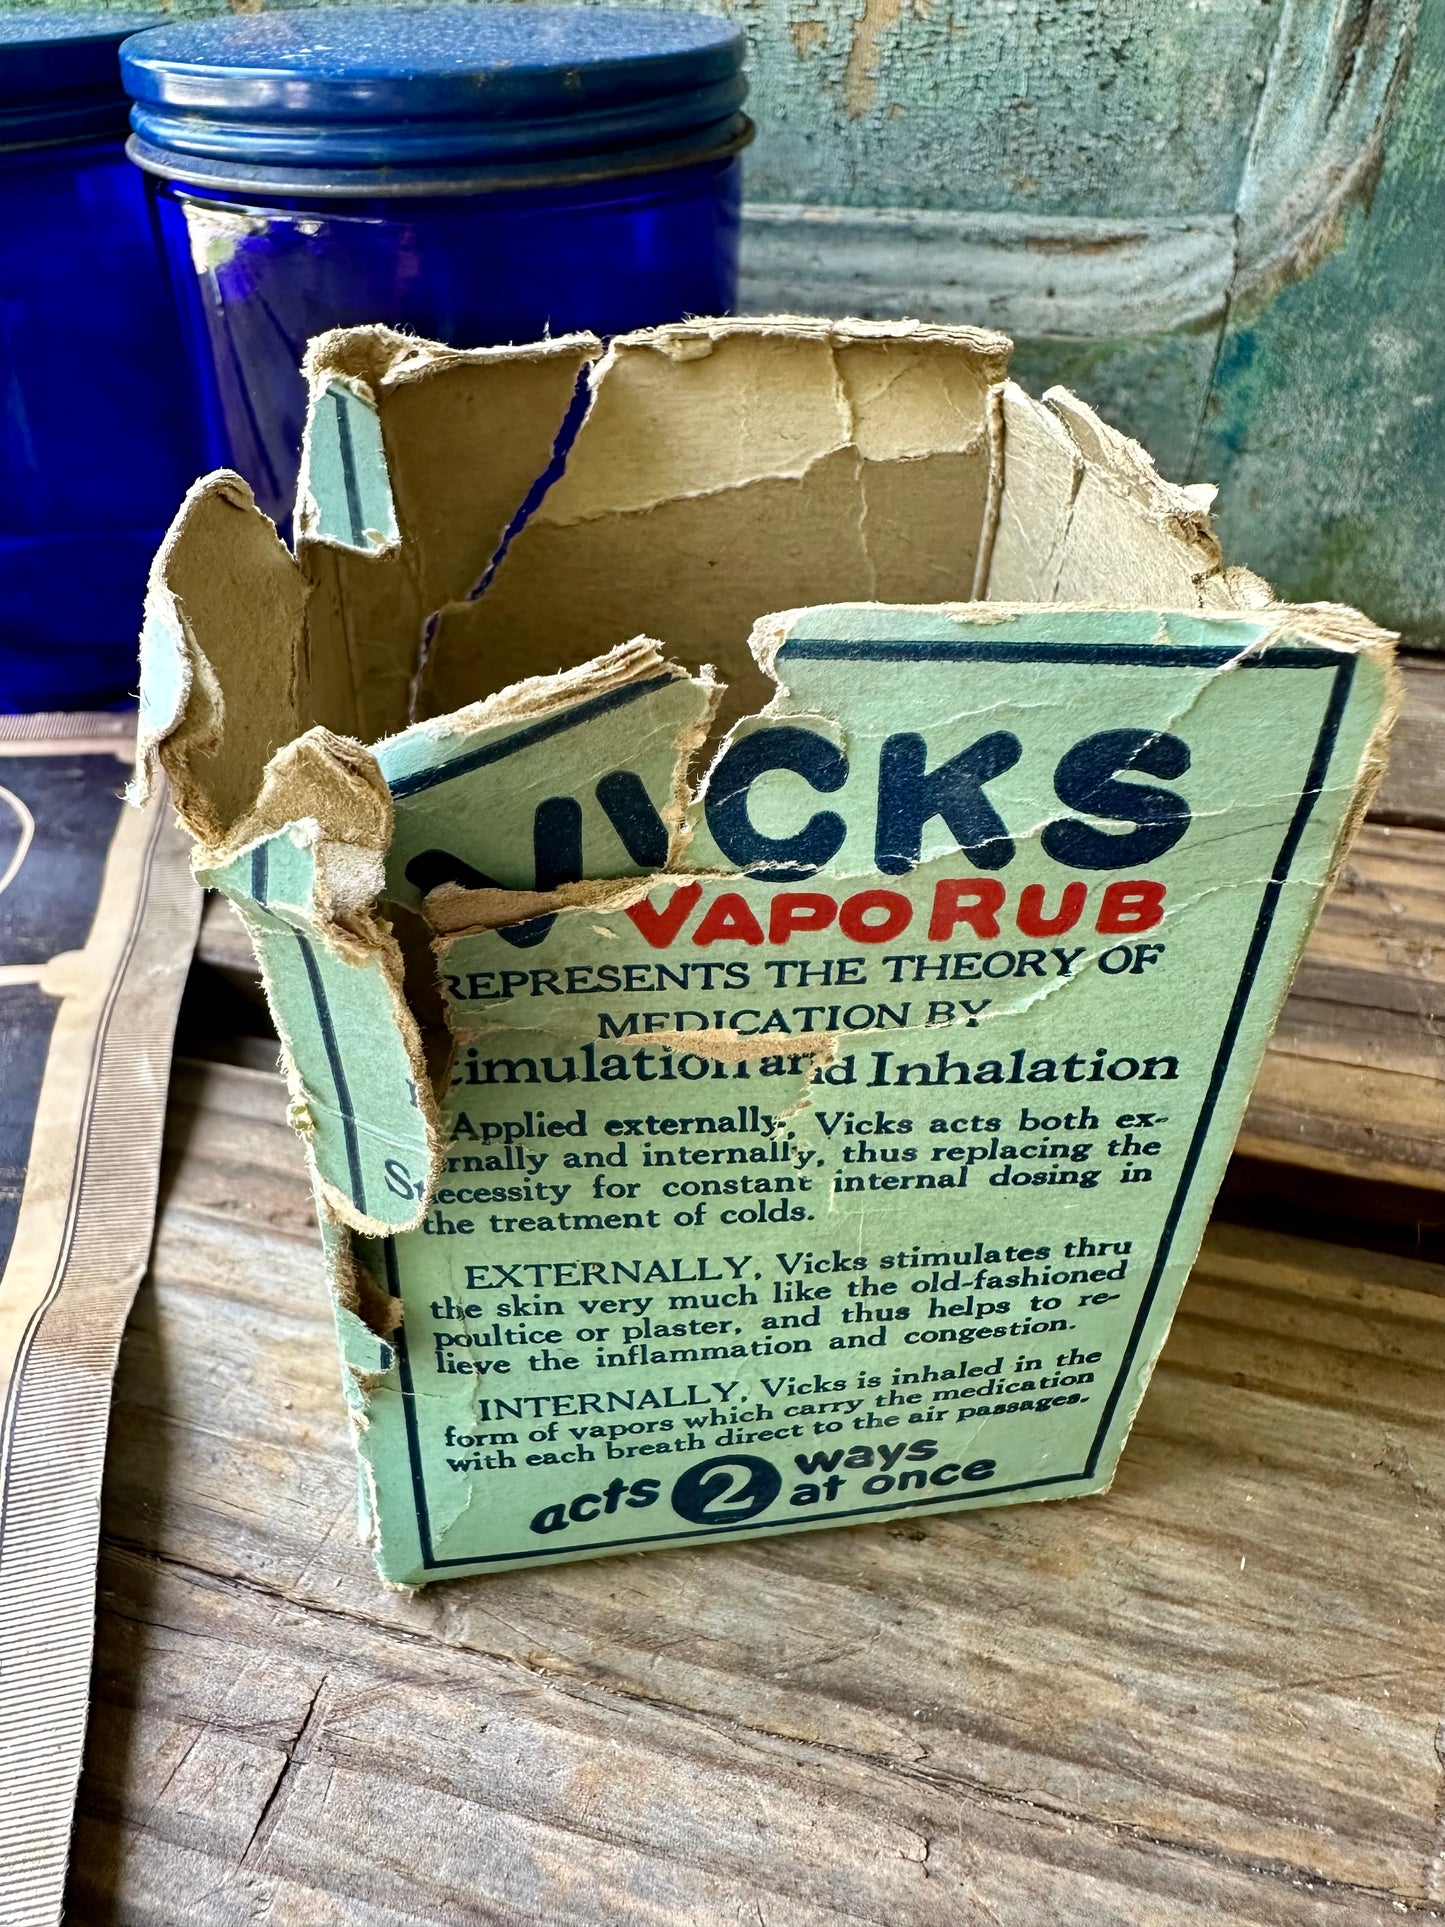 VICKS
VAPORUB
REPRESENTS THE THEORY OF
MEDICATION BY
timulation and Inhalation
Applied externally, Vicks acts both ex-
rnally and internally, thus replacing the
necessity for constant internal dosing in
the treatment of colds.
EXTERNALLY, Vicks stimulates thru
the skin very much like the old-fashioned
poultice or plaster, and thus helps to re-
lieve the inflammation and congestion.
INTERNALLY, Vicks is inhaled in the
form of vapors which carry the medication
with each breath direct to the air passages.
acts 2 ways
at once